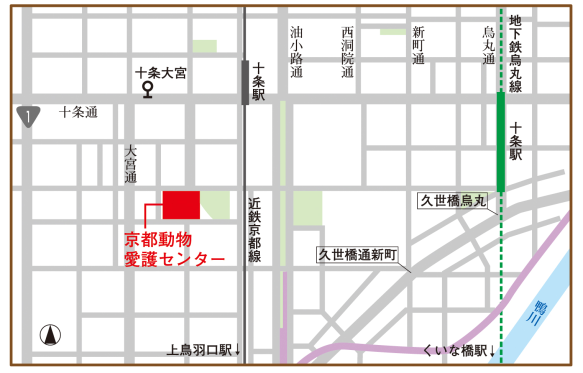 十条大宮
1
十条通
大宮通
京都動物
愛護センター
十条駅
近鉄京都線
上鳥羽口駅↓
油小路通
西洞院通
新町通
烏丸通
地下鉄烏丸線
十条駅
久世橋烏丸
久世橋通新町
鴨川
くいな橋駅↓